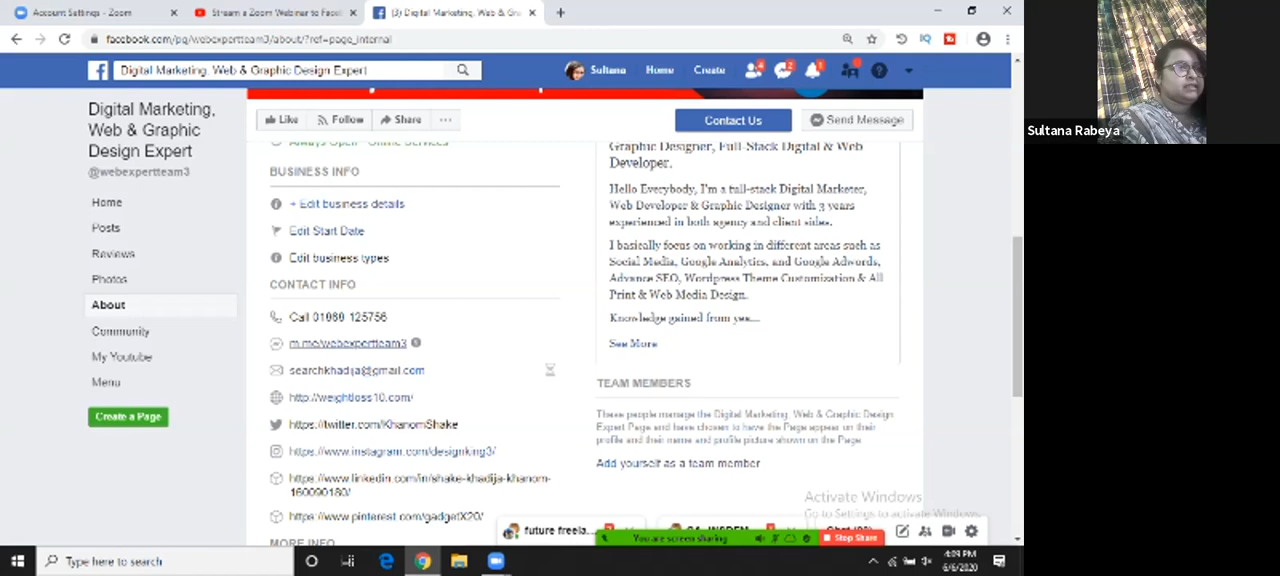 Account Settings - Zoom
Stream a Zoom Webinar to Facel
(3) Digital Marketing, Web & Gra
facebook.com/pg/webexpertteam3/about/?ref=page_internal
Digital Marketing, Web & Graphic Design Expert
Sultana
Home
Create
Digital Marketing,
Web & Graphic
Design Expert
@webexpertteam3
Home
Posts
Reviews
Photos
About
Community
My Youtube
Menu
Create a Page
Like
Follow
Share
Contact Us
Send Message
Always Open · Online Services
BUSINESS INFO
+ Edit business details
Edit Start Date
Edit business types
CONTACT INFO
m.me/webexpertteam3
searchkhadija@gmail.com
http://weightloss10.com/
https://twitter.com/KhanomShake
https://www.instagram.com/designking3/
https://www.linkedin.com/in/shake-khadija-khanom-
160090180/
https://www.pinterest.com/gadgetX20/
MORE INFO
Graphic Designer, Full-Stack Digital & Web
Developer.
Hello Everybody, I'm a full-stack Digital Marketer,
Web Developer & Graphic Designer with 3 years
experienced in both agency and client sides.
I basically focus on working in different areas such as
Social Media, Google Analytics, and Google Adwords,
Advance SEO, Wordpress Theme Customization & All
Print & Web Media Design.
Knowledge gained from yea...
See More
TEAM MEMBERS
These people manage the Digital Marketing, Web & Graphic Design
Expert Page and have chosen to have the Page appear on their
profile and their name and profile picture shown on the Page
Add yourself as a team member
Activate Windows
Go to Settings to activate Windows.
future freela...
You are screen sharing
Stop Share
Type here to search
4:09 PM
6/6/2020
Sultana Rabeya